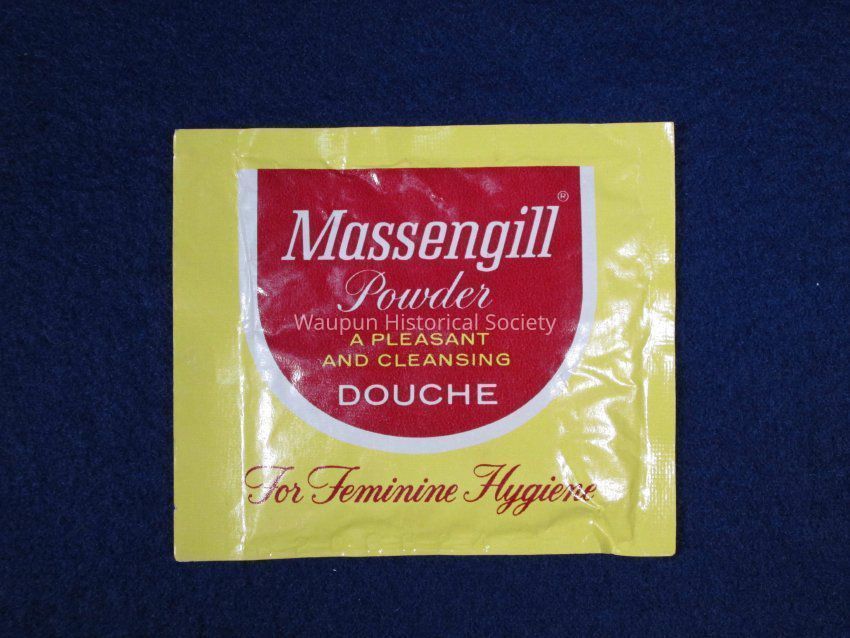 Massengill®
Powder
Waupun Historical Society
A PLEASANT
AND CLEANSING
DOUCHE
For Feminine Hygiene